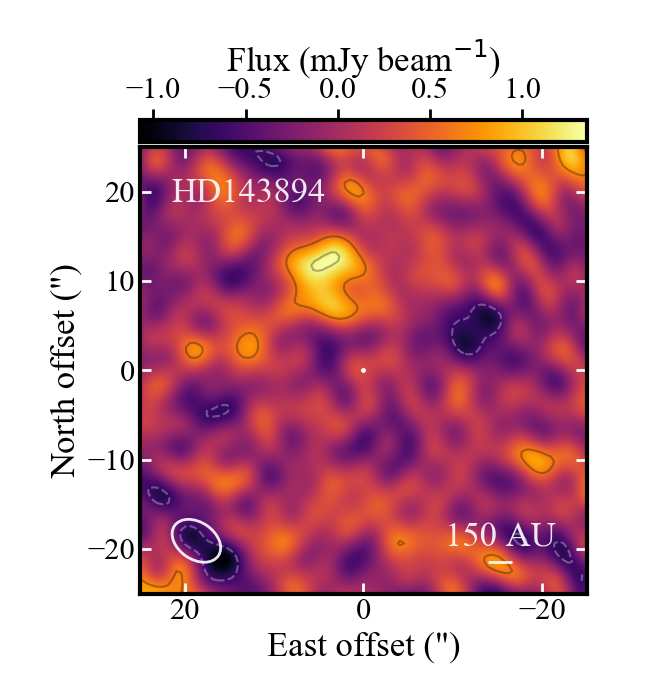 Flux (mJy beam⁻¹)
−1.0 −0.5 0.0 0.5 1.0
HD143894
20
10
0
−10
−20
North offset (")
150 AU
20 0 −20
East offset (")